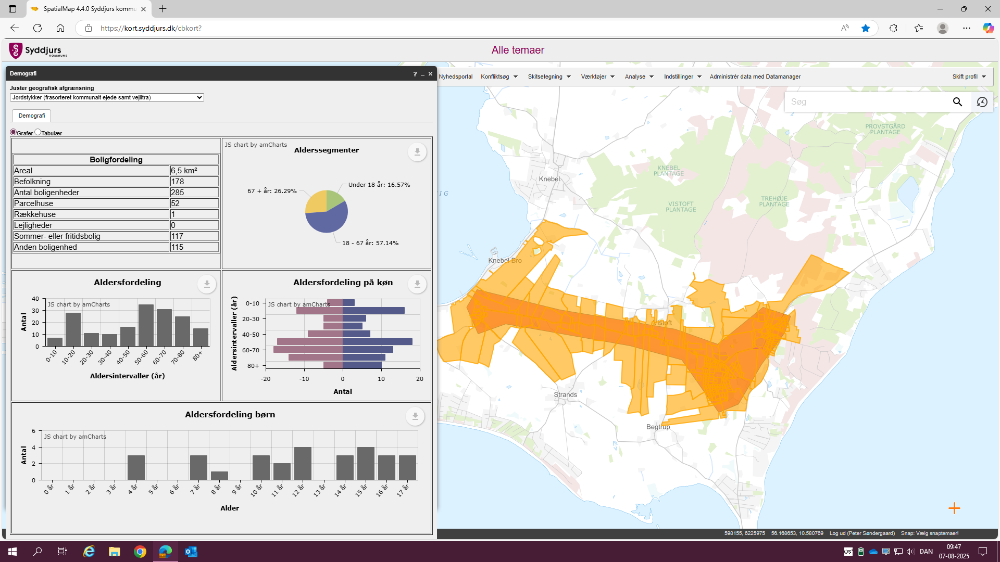 SpatialMap 4.4.0 Syddjurs kommu
https://kort.syddjurs.dk/cbkort?
Syddjurs
KOMMUNE
Alle temaer
Demografi
?
Nyhedsportal
Konfliktsøg
Skitsetegning
Værktøjer
Analyse
Indstillinger
Administrér data med Datamanager
Skift profil
Juster geografisk afgrænsning
Jordstykker (frasorteret kommunalt ejede samt vejlitra)
Søg
Demografi
Grafer Tabulær
Boligfordeling
Areal 6,5 km²
Befolkning 178
Antal boligenheder 285
Parcelhuse 52
Rækkehuse 1
Lejligheder 0
Sommer- eller fritidsbolig 117
Anden boligenhed 115
JS chart by amCharts
Alderssegmenter
Under 18 år: 16.57%
67 + år: 26.29%
18 - 67 år: 57.14%
Aldersfordeling
JS chart by amCharts
Antal
40
30
20
10
0
0-10 10-20 20-30 30-40 40-50 50-60 60-70 70-80 80+
Aldersintervaller (år)
Aldersfordeling på køn
JS chart by amCharts
Aldersintervaller (år)
0-10
20-30
40-50
60-70
80+
-20 -10 0 10 20
Antal
Aldersfordeling børn
JS chart by amCharts
Antal
6
4
2
0
0 år 1 år 2 år 3 år 4 år 5 år 6 år 7 år 8 år 9 år 10 år 11 år 12 år 13 år 14 år 15 år 16 år 17 år
Alder
PROVSTGÅRD
PLANTAGE
KNEBEL
PLANTAGE
Knebel
I G
VISTOFT
PLANTAGE
TREHØJE
PLANTAGE
Knebel Bro
Vistoft
Strands
Begtrup
598155, 6225975
56.168653, 10.580769
Log ud (Peter Søndergaard)
Snap: Vælg snaptemaer!
DAN
09:47
07-08-2025